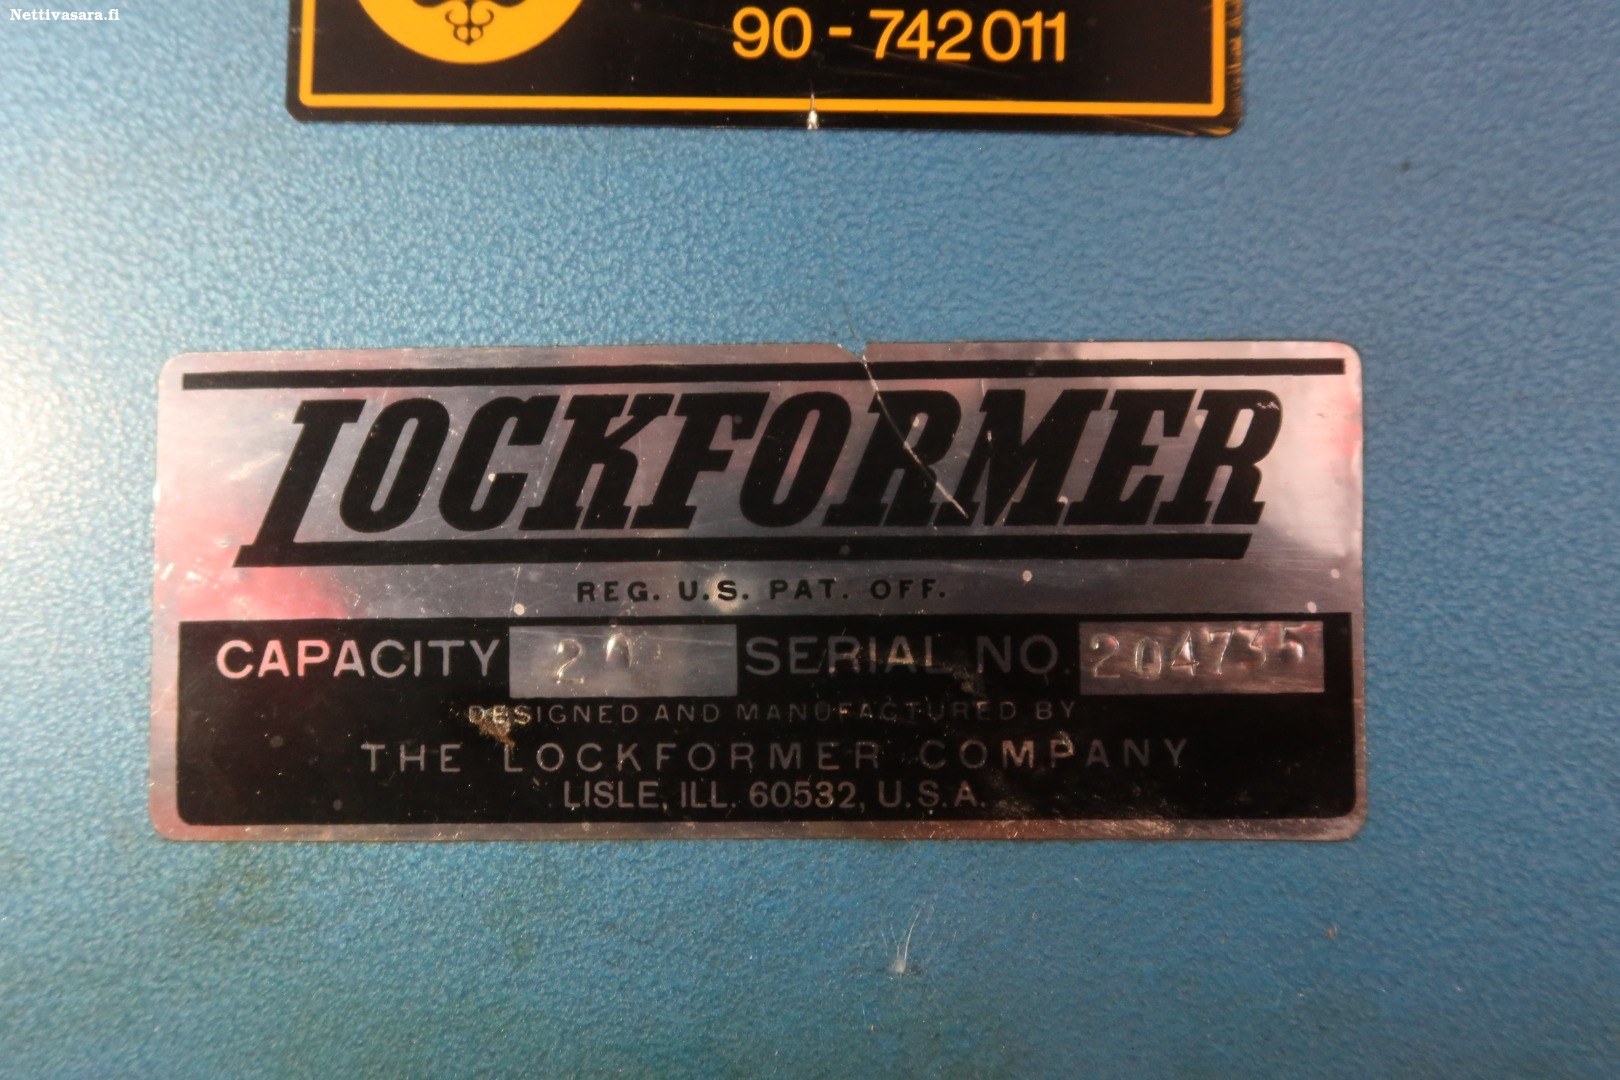 Nettivasara.fi
90-742011
LOCKFORMER
REG. U.S. PAT. OFF.
CAPACITY 20 SERIAL NO. 204735
DESIGNED AND MANUFACTURED BY
THE LOCKFORMER COMPANY
LISLE, ILL. 60532, U.S.A.